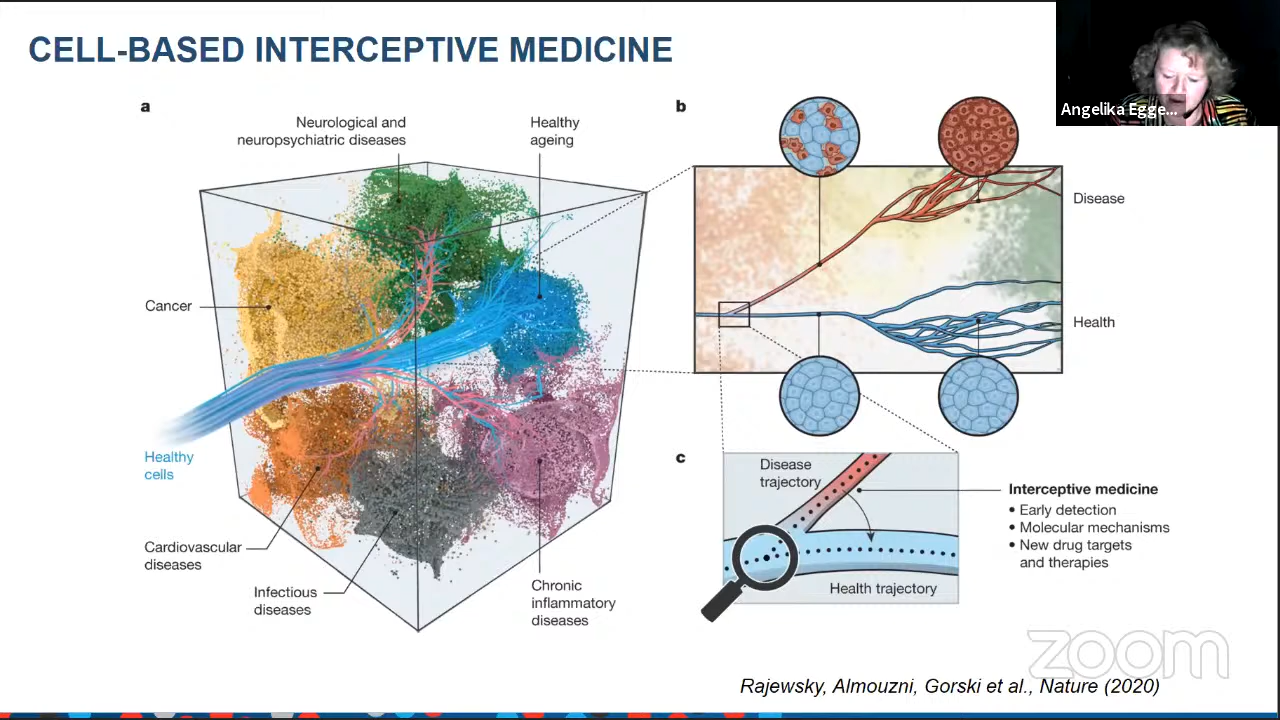 CELL-BASED INTERCEPTIVE MEDICINE
Angelika Egge...
a
Neurological and
neuropsychiatric diseases
Healthy
ageing
Cancer
Healthy
cells
Cardiovascular
diseases
Infectious
diseases
Chronic
inflammatory
diseases
b
Disease
Health
c
Disease
trajectory
Health trajectory
Interceptive medicine
• Early detection
• Molecular mechanisms
• New drug targets
and therapies
zoom
Rajewsky, Almouzni, Gorski et al., Nature (2020)